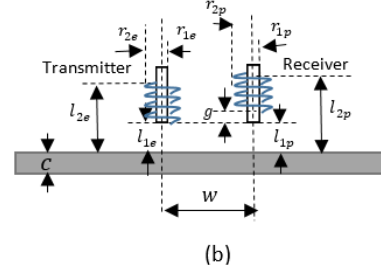 r₂ₑ r₁ₑ r₂ₚ r₁ₚ
Transmitter Receiver
l₂ₑ g l₂ₚ
l₁ₑ l₁ₚ
c
w
(b)